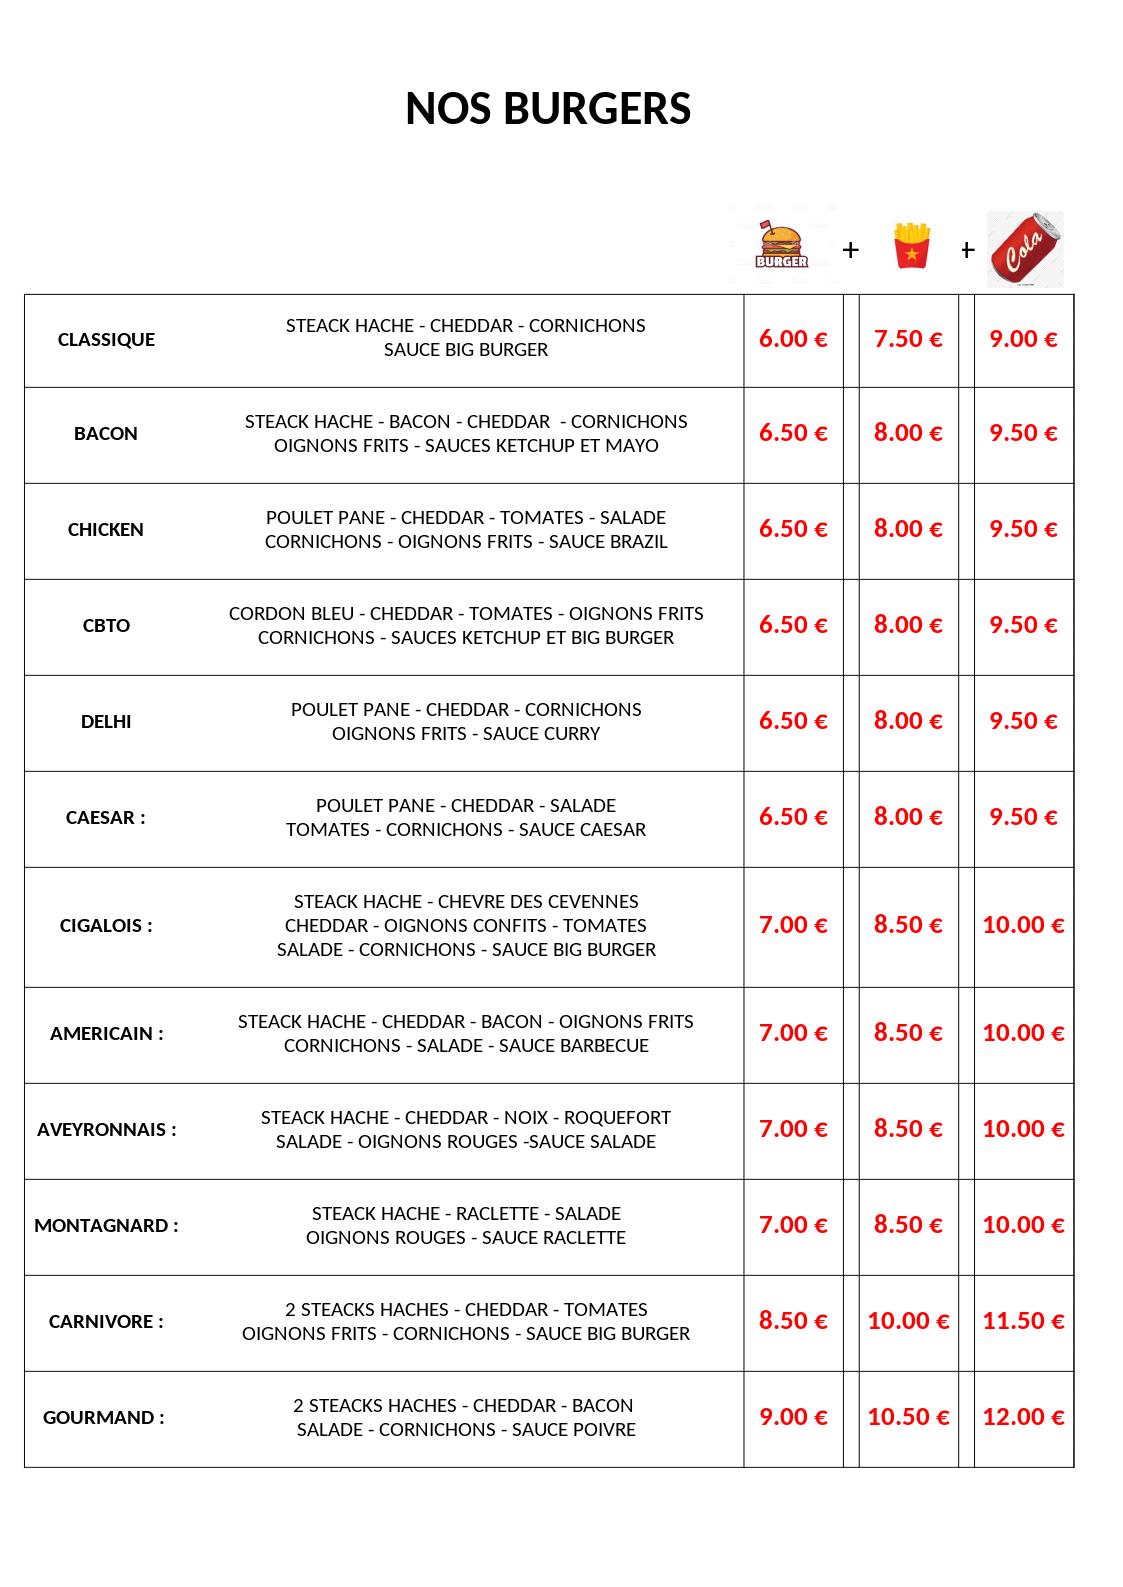 NOS BURGERS
BURGER + + Cola
CLASSIQUE
STEACK HACHE - CHEDDAR - CORNICHONS
SAUCE BIG BURGER
6.00 € 7.50 € 9.00 €
BACON
STEACK HACHE - BACON - CHEDDAR  - CORNICHONS
OIGNONS FRITS - SAUCES KETCHUP ET MAYO
6.50 € 8.00 € 9.50 €
CHICKEN
POULET PANE - CHEDDAR - TOMATES - SALADE
CORNICHONS - OIGNONS FRITS - SAUCE BRAZIL
6.50 € 8.00 € 9.50 €
CBTO
CORDON BLEU - CHEDDAR - TOMATES - OIGNONS FRITS
CORNICHONS - SAUCES KETCHUP ET BIG BURGER
6.50 € 8.00 € 9.50 €
DELHI
POULET PANE - CHEDDAR - CORNICHONS
OIGNONS FRITS - SAUCE CURRY
6.50 € 8.00 € 9.50 €
CAESAR :
POULET PANE - CHEDDAR - SALADE
TOMATES - CORNICHONS - SAUCE CAESAR
6.50 € 8.00 € 9.50 €
CIGALOIS :
STEACK HACHE - CHEVRE DES CEVENNES
CHEDDAR - OIGNONS CONFITS - TOMATES
SALADE - CORNICHONS - SAUCE BIG BURGER
7.00 € 8.50 € 10.00 €
AMERICAIN :
STEACK HACHE - CHEDDAR - BACON - OIGNONS FRITS
CORNICHONS - SALADE - SAUCE BARBECUE
7.00 € 8.50 € 10.00 €
AVEYRONNAIS :
STEACK HACHE - CHEDDAR - NOIX - ROQUEFORT
SALADE - OIGNONS ROUGES -SAUCE SALADE
7.00 € 8.50 € 10.00 €
MONTAGNARD :
STEACK HACHE - RACLETTE - SALADE
OIGNONS ROUGES - SAUCE RACLETTE
7.00 € 8.50 € 10.00 €
CARNIVORE :
2 STEACKS HACHES - CHEDDAR - TOMATES
OIGNONS FRITS - CORNICHONS - SAUCE BIG BURGER
8.50 € 10.00 € 11.50 €
GOURMAND :
2 STEACKS HACHES - CHEDDAR - BACON
SALADE - CORNICHONS - SAUCE POIVRE
9.00 € 10.50 € 12.00 €